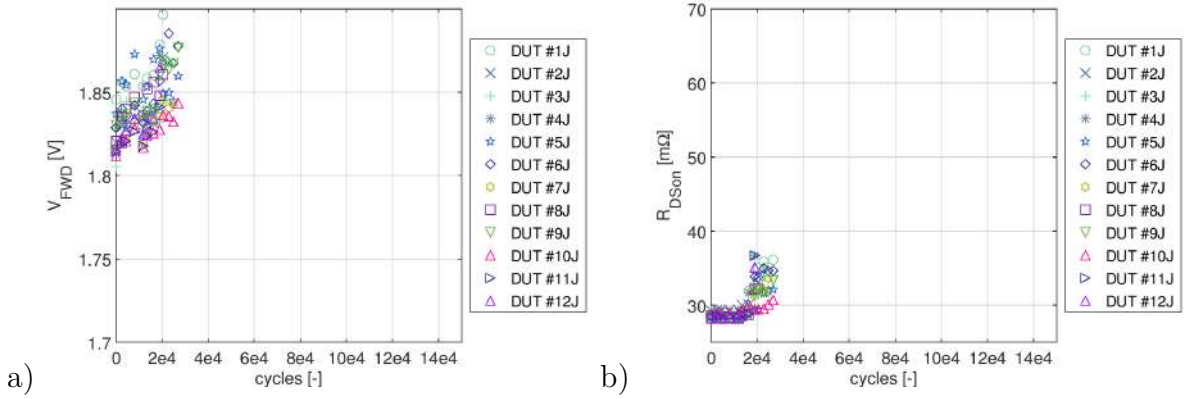 a)
V_FWD [V]
1.85
1.8
1.75
1.7
0 2e4 4e4 6e4 8e4 10e4 12e4 14e4
cycles [-]
DUT #1J
DUT #2J
DUT #3J
DUT #4J
DUT #5J
DUT #6J
DUT #7J
DUT #8J
DUT #9J
DUT #10J
DUT #11J
DUT #12J
b)
R_DSon [mΩ]
70
60
50
40
30
0 2e4 4e4 6e4 8e4 10e4 12e4 14e4
cycles [-]
DUT #1J
DUT #2J
DUT #3J
DUT #4J
DUT #5J
DUT #6J
DUT #7J
DUT #8J
DUT #9J
DUT #10J
DUT #11J
DUT #12J